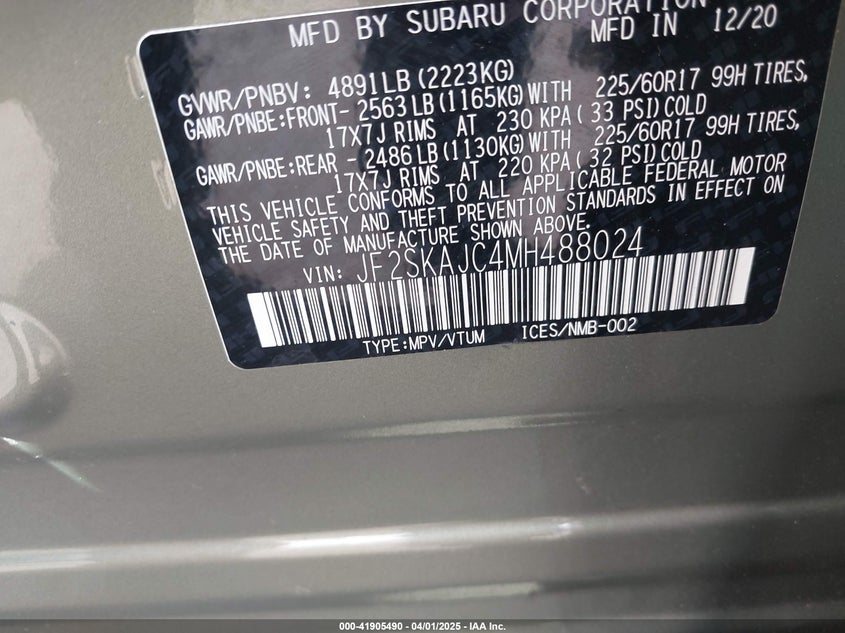 MFD BY SUBARU CORPORATION
MFD IN 12/20
GVWR/PNBV: 4891LB (2223KG)
GAWR/PNBE:FRONT- 2563LB(1165KG)WITH 225/60R17 99H TIRES,
17X7J RIMS AT 230 KPA( 33 PSI)COLD
GAWR/PNBE:REAR - 2486LB(1130KG)WITH 225/60R17 99H TIRES,
17X7J RIMS AT 220 KPA( 32 PSI)COLD
THIS VEHICLE CONFORMS TO ALL APPLICABLE FEDERAL MOTOR
VEHICLE SAFETY AND THEFT PREVENTION STANDARDS IN EFFECT ON
THE DATE OF MANUFACTURE SHOWN ABOVE.
VIN: JF2SKAJC4MH488024
TYPE:MPV/VTUM ICES/NMB-002
000-41905490 - 04/01/2025 - IAA Inc.